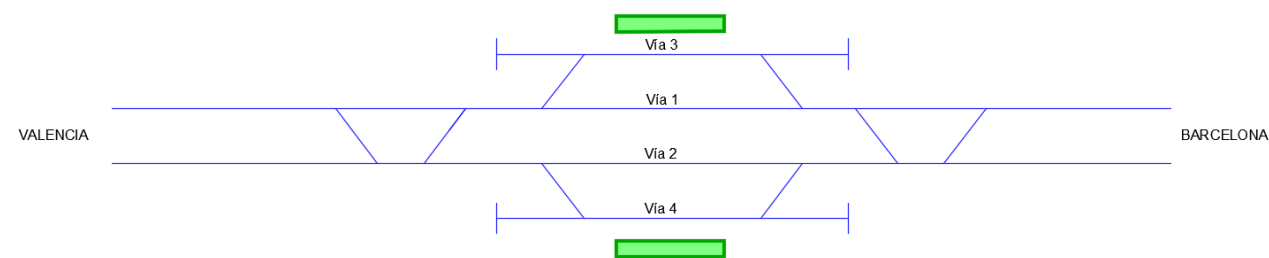 Vía 3
Vía 1
VALENCIA
BARCELONA
Vía 2
Vía 4